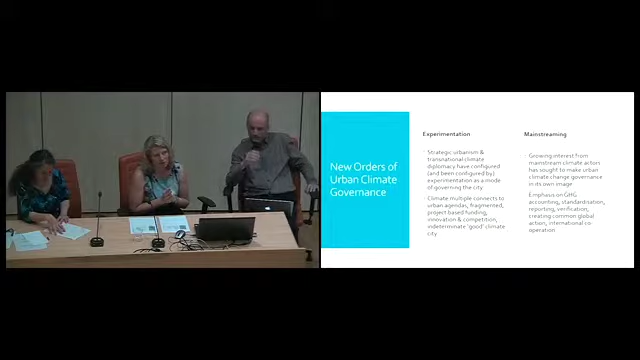 New Orders of
Urban Climate
Governance
Experimentation
Strategic urbanism &
transnational climate
diplomacy have configured
(and been configured by)
experimentation as a mode
of governing the city
Climate multiple connects to
urban agendas, fragmented,
project based funding,
innovation & competition,
indeterminate 'good' climate
city
Mainstreaming
Growing interest from
mainstream climate actors
has sought to make urban
climate change governance
in its own image
Emphasis on GHG
accounting, standardisation,
reporting, verification,
creating common global
action, international co-
operation